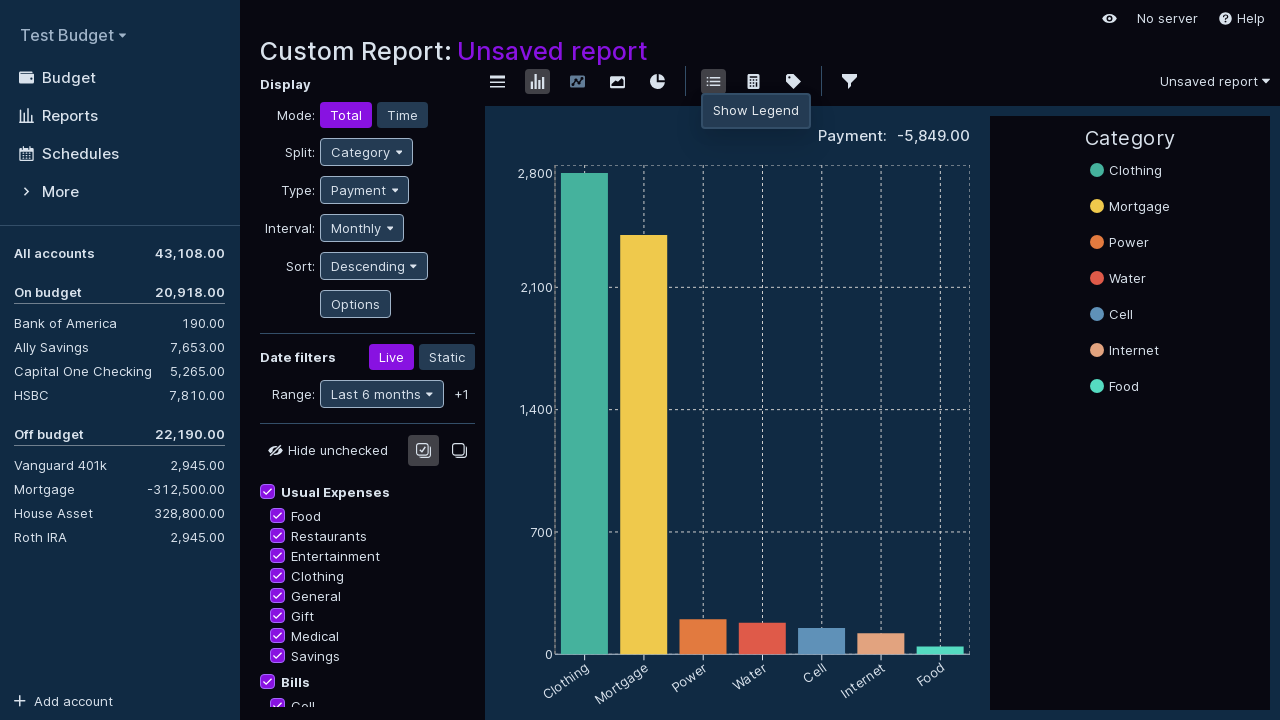 Test Budget
Budget
Reports
Schedules
More
All accounts 43,108.00
On budget 20,918.00
Bank of America 190.00
Ally Savings 7,653.00
Capital One Checking 5,265.00
HSBC 7,810.00
Off budget 22,190.00
Vanguard 401k 2,945.00
Mortgage -312,500.00
House Asset 328,800.00
Roth IRA 2,945.00
Add account
No server Help
Custom Report: Unsaved report
Display
Mode: Total Time
Split: Category
Type: Payment
Interval: Monthly
Sort: Descending
Options
Date filters Live Static
Range: Last 6 months +1
Hide unchecked
Usual Expenses
Food
Restaurants
Entertainment
Clothing
General
Gift
Medical
Savings
Bills
Cell
Unsaved report
Show Legend
Payment: -5,849.00
2,800
2,100
1,400
700
0
Clothing
Mortgage
Power
Water
Cell
Internet
Food
Category
Clothing
Mortgage
Power
Water
Cell
Internet
Food